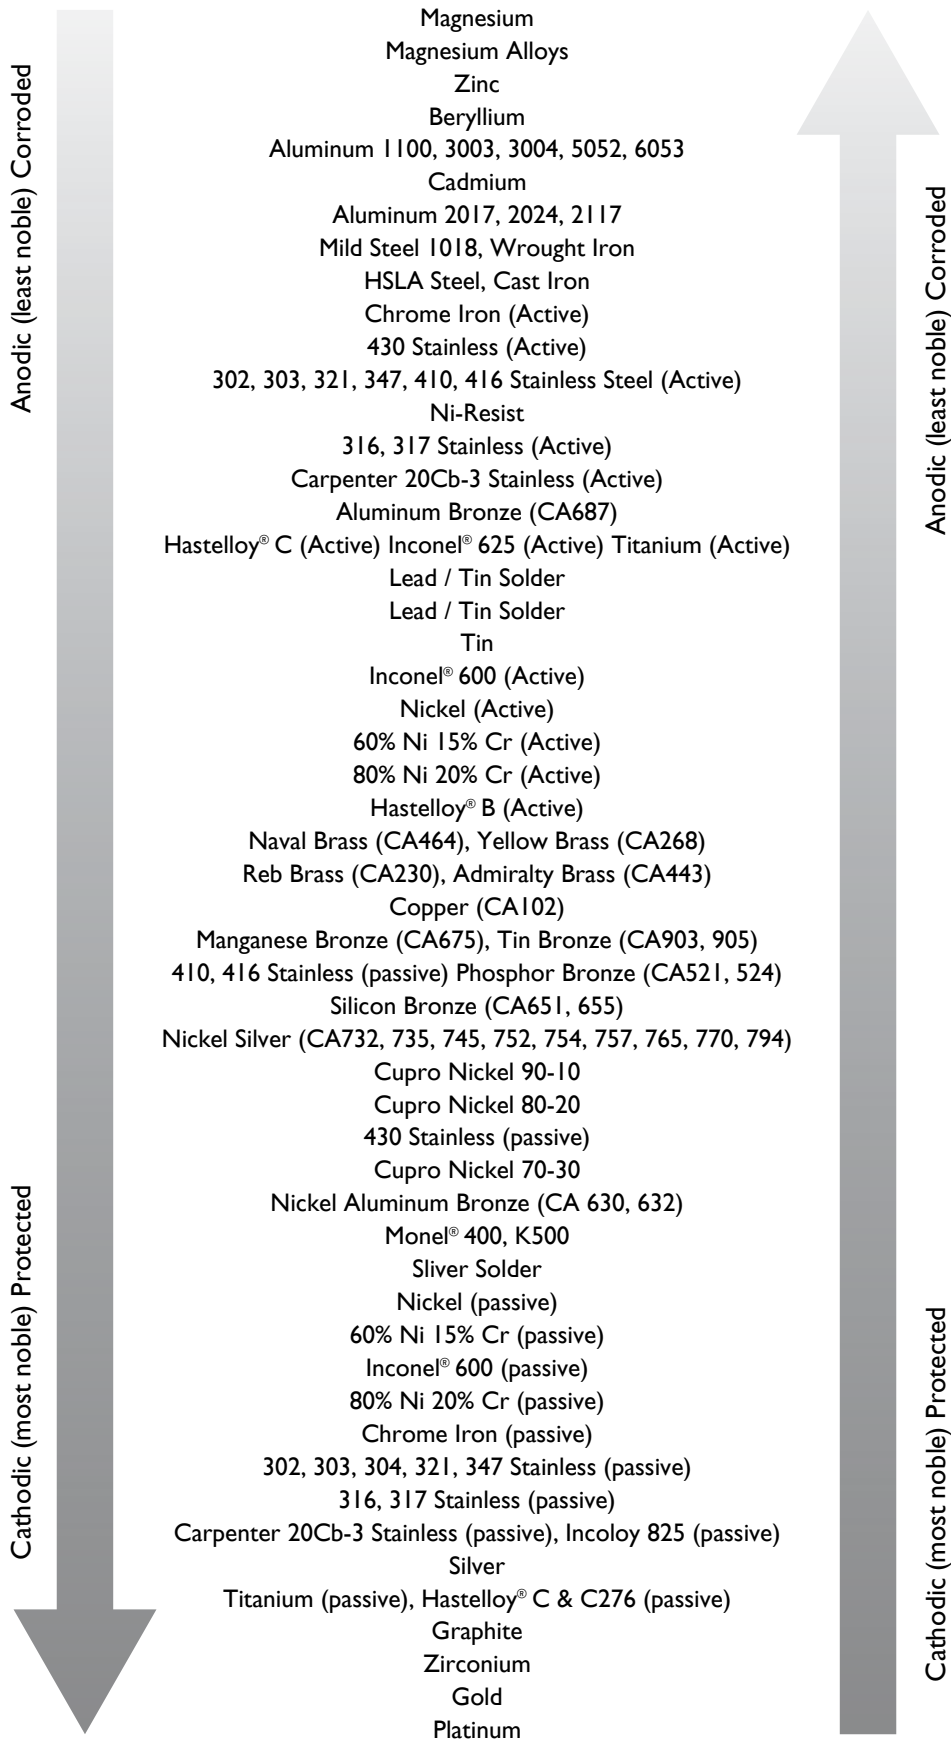 Magnesium
Magnesium Alloys
Zinc
Beryllium
Aluminum 1100, 3003, 3004, 5052, 6053
Cadmium
Aluminum 2017, 2024, 2117
Mild Steel 1018, Wrought Iron
HSLA Steel, Cast Iron
Chrome Iron (Active)
430 Stainless (Active)
302, 303, 321, 347, 410, 416 Stainless Steel (Active)
Ni-Resist
316, 317 Stainless (Active)
Carpenter 20Cb-3 Stainless (Active)
Aluminum Bronze (CA687)
Hastelloy® C (Active) Inconel® 625 (Active) Titanium (Active)
Lead / Tin Solder
Lead / Tin Solder
Tin
Inconel® 600 (Active)
Nickel (Active)
60% Ni 15% Cr (Active)
80% Ni 20% Cr (Active)
Hastelloy® B (Active)
Naval Brass (CA464), Yellow Brass (CA268)
Reb Brass (CA230), Admiralty Brass (CA443)
Copper (CA102)
Manganese Bronze (CA675), Tin Bronze (CA903, 905)
410, 416 Stainless (passive) Phosphor Bronze (CA521, 524)
Silicon Bronze (CA651, 655)
Nickel Silver (CA732, 735, 745, 752, 754, 757, 765, 770, 794)
Cupro Nickel 90-10
Cupro Nickel 80-20
430 Stainless (passive)
Cupro Nickel 70-30
Nickel Aluminum Bronze (CA 630, 632)
Monel® 400, K500
Sliver Solder
Nickel (passive)
60% Ni 15% Cr (passive)
Inconel® 600 (passive)
80% Ni 20% Cr (passive)
Chrome Iron (passive)
302, 303, 304, 321, 347 Stainless (passive)
316, 317 Stainless (passive)
Carpenter 20Cb-3 Stainless (passive), Incoloy 825 (passive)
Silver
Titanium (passive), Hastelloy® C & C276 (passive)
Graphite
Zirconium
Gold
Platinum
Anodic (least noble) Corroded
Cathodic (most noble) Protected
Anodic (least noble) Corroded
Cathodic (most noble) Protected